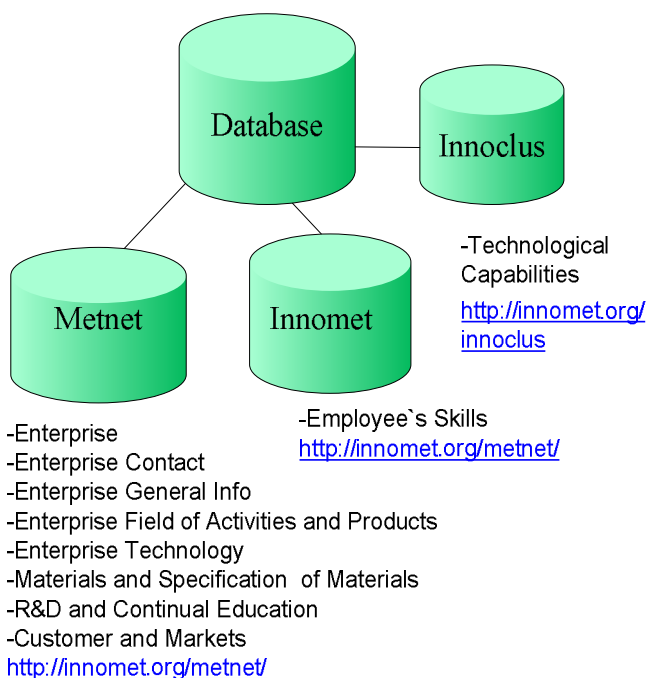 Database
Innoclus
-Technological
Capabilities
http://innomet.org/
innoclus
Metnet
Innomet
-Employee`s Skills
http://innomet.org/metnet/
-Enterprise
-Enterprise Contact
-Enterprise General Info
-Enterprise Field of Activities and Products
-Enterprise Technology
-Materials and Specification  of Materials
-R&D and Continual Education
-Customer and Markets
http://innomet.org/metnet/